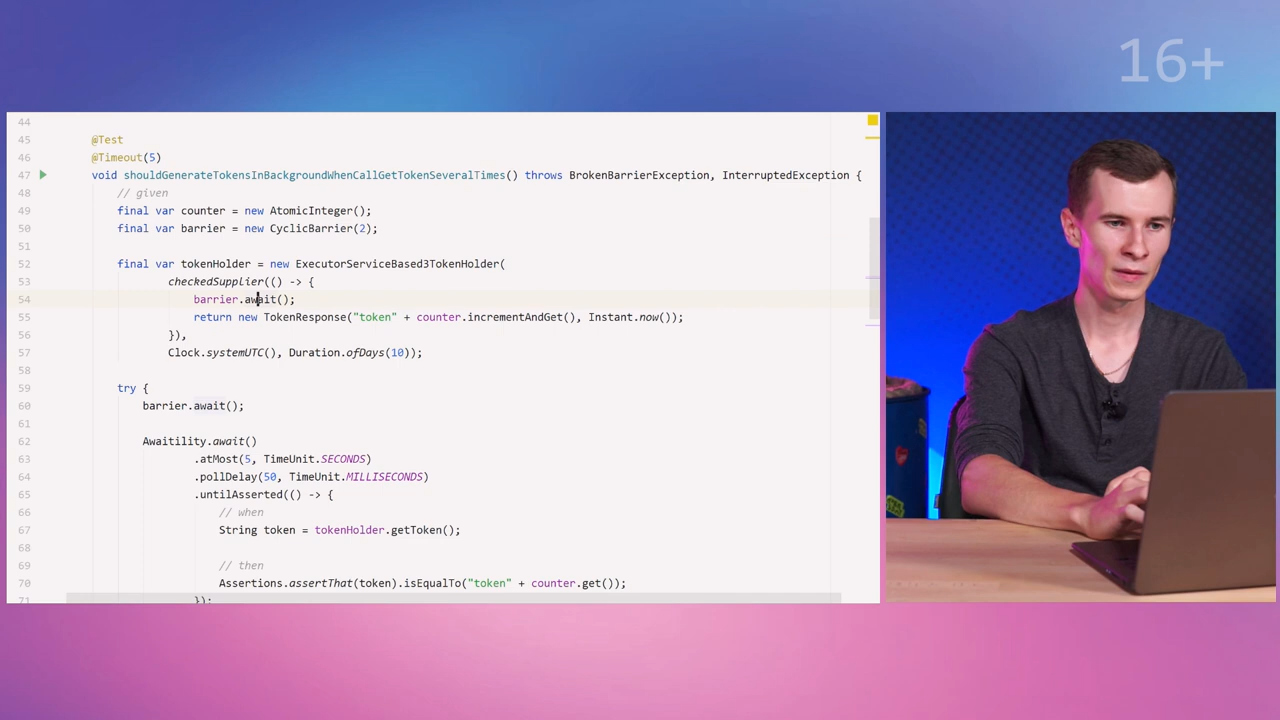 16+
44
45 @Test
46 @Timeout(5)
47 void shouldGenerateTokensInBackgroundWhenCallGetTokenSeveralTimes() throws BrokenBarrierException, InterruptedException {
48 // given
49 final var counter = new AtomicInteger();
50 final var barrier = new CyclicBarrier(2);
51
52 final var tokenHolder = new ExecutorServiceBased3TokenHolder(
53 checkedSupplier(() -> {
54 barrier.await();
55 return new TokenResponse("token" + counter.incrementAndGet(), Instant.now());
56 }),
57 Clock.systemUTC(), Duration.ofDays(10));
58
59 try {
60 barrier.await();
61
62 Awaitility.await()
63 .atMost(5, TimeUnit.SECONDS)
64 .pollDelay(50, TimeUnit.MILLISECONDS)
65 .untilAsserted(() -> {
66 // when
67 String token = tokenHolder.getToken();
68
69 // then
70 Assertions.assertThat(token).isEqualTo("token" + counter.get());
71 });